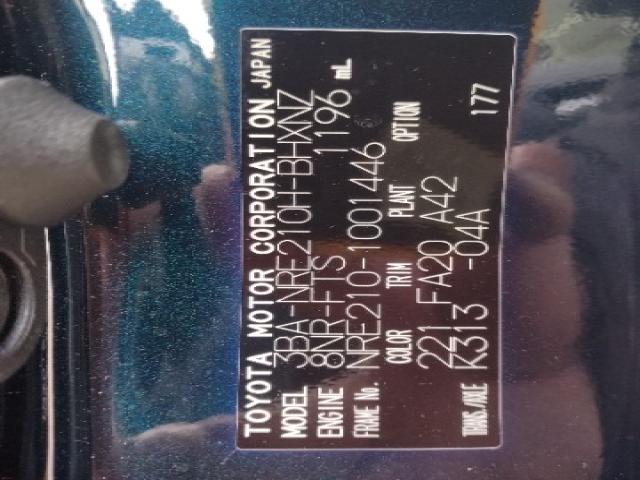 TOYOTA MOTOR CORPORATION JAPAN
MODEL 3BA-NRE210H-BHXNZ
ENGINE 8NR-FTS 1196 mL
FRAME No. NRE210-1001446
COLOR TRIM PLANT OPTION
221 FA20 A42
TRANS./AXLE K313 -04A 177